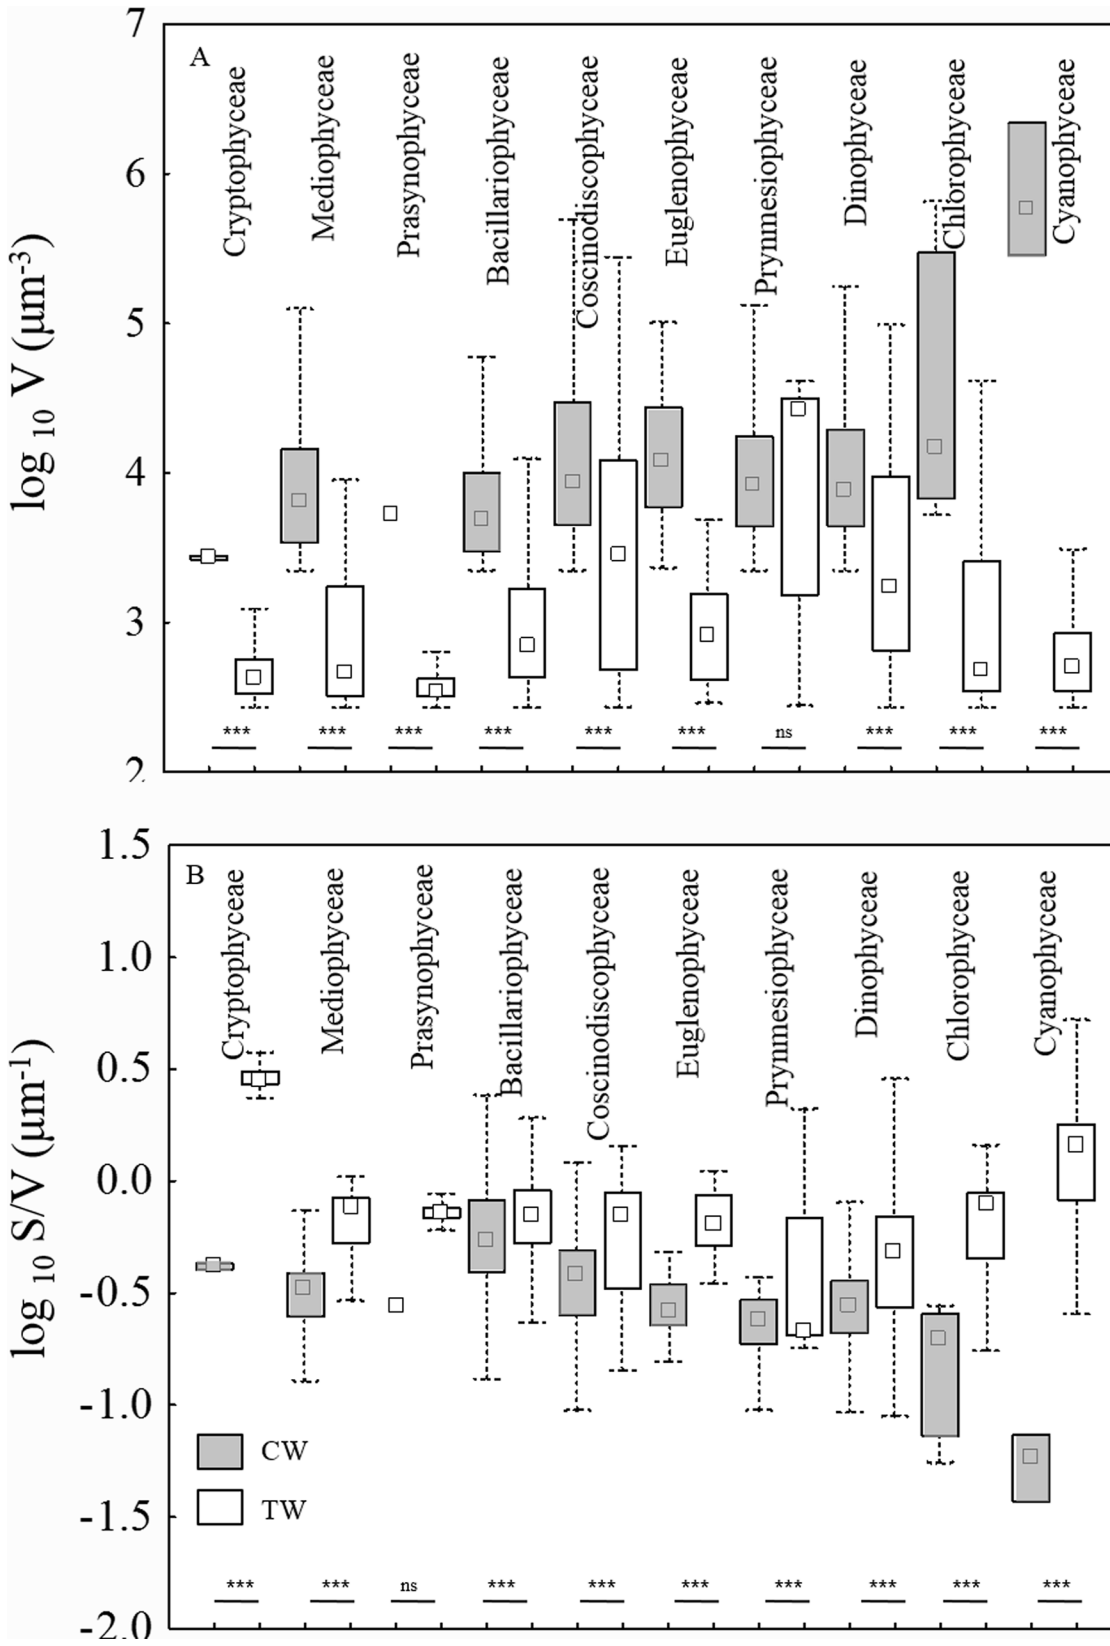 7
A
Cryptophyceae
Mediophyceae
Prasynophyceae
Bacillariophyceae
Coscinodiscophyceae
Euglenophyceae
Prynmesiophyceae
Dinophyceae
Chlorophyceae
Cyanophyceae
6
5
4
3
2
log 10 V (μm-3)
*** *** *** *** *** *** ns *** *** ***
1.5
B
Cryptophyceae
Mediophyceae
Prasynophyceae
Bacillariophyceae
Coscinodiscophyceae
Euglenophyceae
Prynmesiophyceae
Dinophyceae
Chlorophyceae
Cyanophyceae
1.0
0.5
0.0
-0.5
-1.0
-1.5
-2.0
log 10 S/V (μm-1)
CW
TW
*** *** ns *** *** *** *** *** *** ***